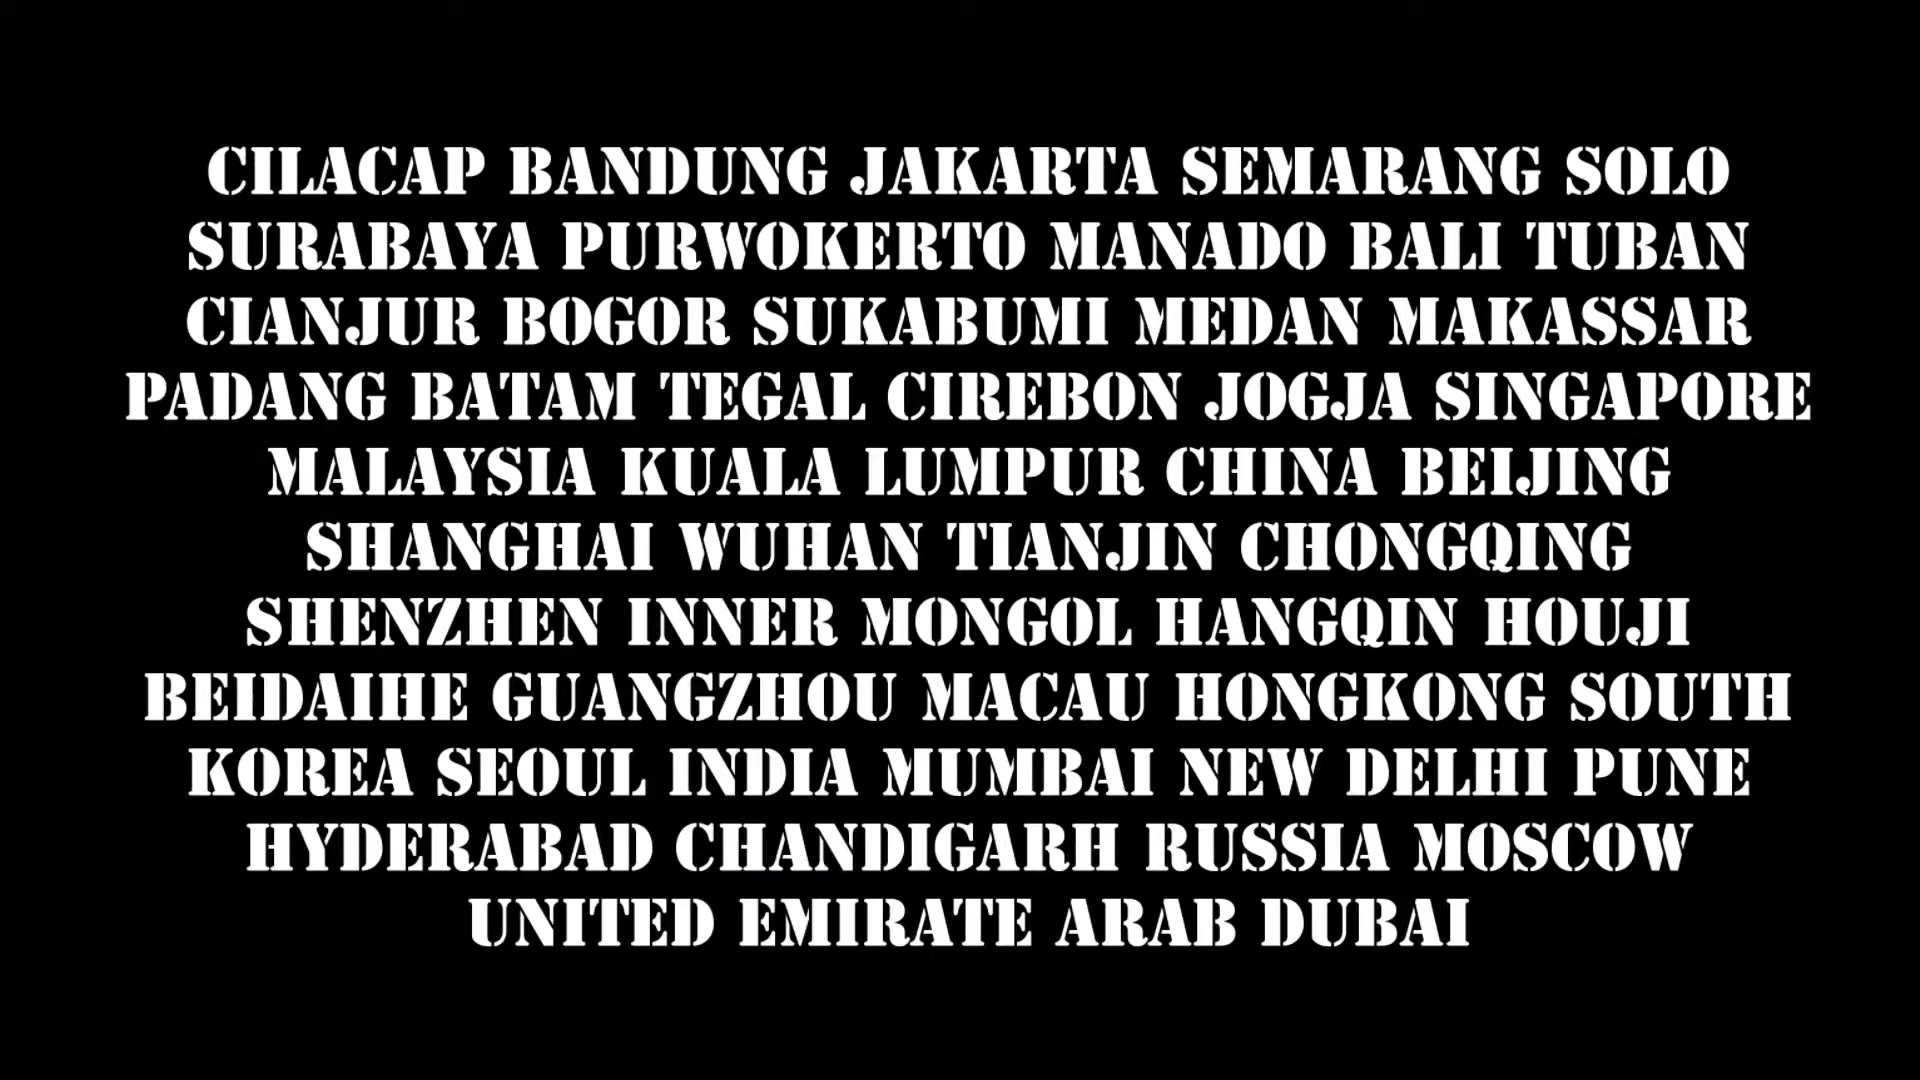 CILACAP BANDUNG JAKARTA SEMARANG SOLO
SURABAYA PURWOKERTO MANADO BALI TUBAN
CIANJUR BOGOR SUKABUMI MEDAN MAKASSAR
PADANG BATAM TEGAL CIREBON JOGJA SINGAPORE
MALAYSIA KUALA LUMPUR CHINA BEIJING
SHANGHAI WUHAN TIANJIN CHONGQING
SHENZHEN INNER MONGOL HANGQIN HOUJI
BEIDAIHE GUANGZHOU MACAU HONGKONG SOUTH
KOREA SEOUL INDIA MUMBAI NEW DELHI PUNE
HYDERABAD CHANDIGARH RUSSIA MOSCOW
UNITED EMIRATE ARAB DUBAI